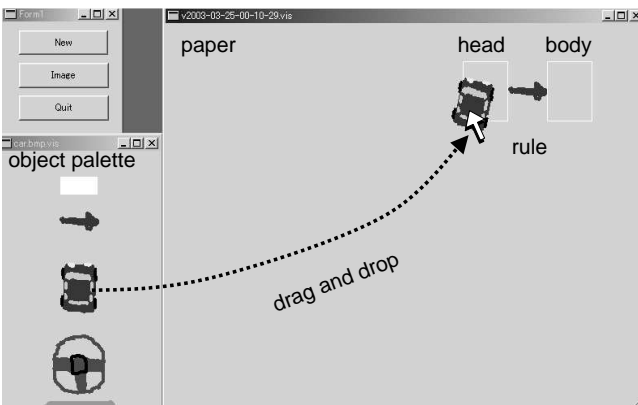 Form1
New
Image
Quit
car.bmp.vis
object palette
v2003-03-25-00-10-29.vis
paper
head
body
rule
drag and drop